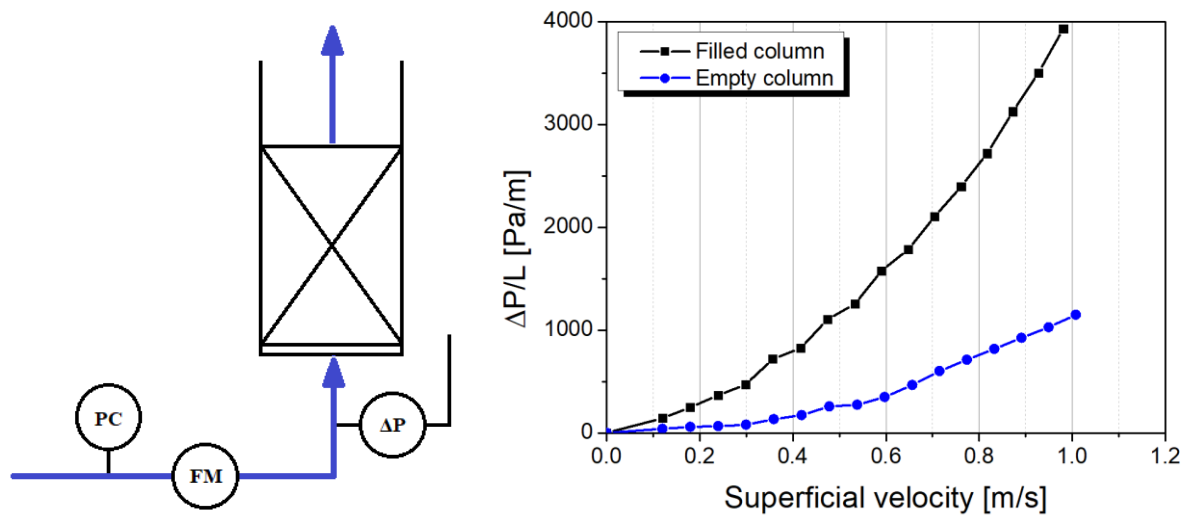 PC
FM
ΔP
Filled column
Empty column
ΔP/L [Pa/m]
4000
3000
2000
1000
0
0.0 0.2 0.4 0.6 0.8 1.0 1.2
Superficial velocity [m/s]